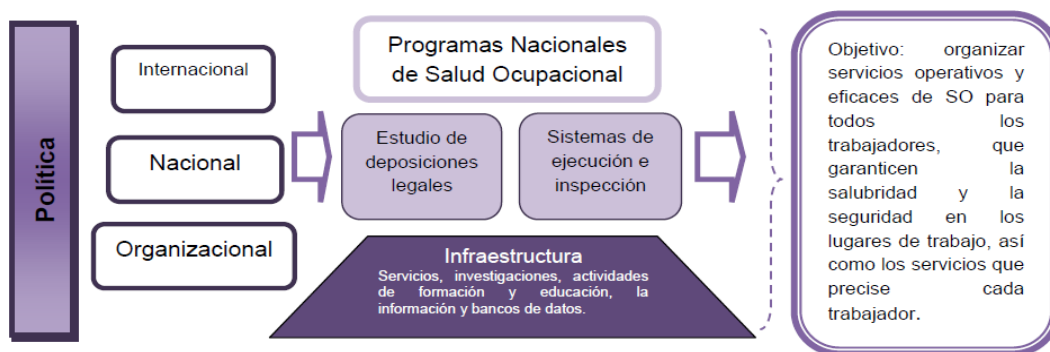 Política
Internacional
Nacional
Organizacional
Programas Nacionales
de Salud Ocupacional
Estudio de
deposiciones
legales
Sistemas de
ejecución e
inspección
Infraestructura
Servicios, investigaciones, actividades
de formación y educación, la
información y bancos de datos.
Objetivo: organizar
servicios operativos y
eficaces de SO para
todos los
trabajadores, que
garanticen la
salubridad y la
seguridad en los
lugares de trabajo, así
como los servicios que
precise cada
trabajador.